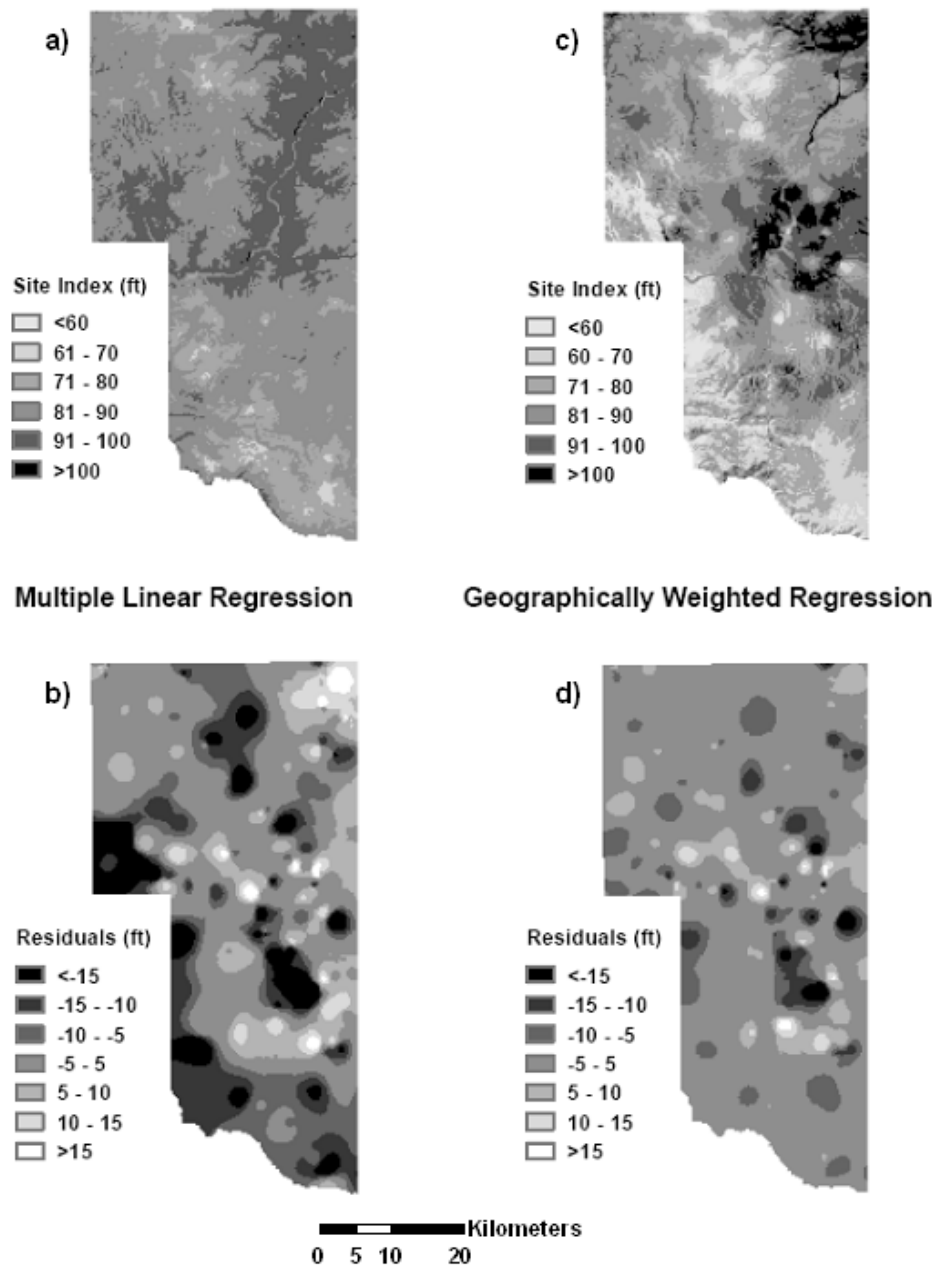 a)
Site Index (ft)
<60
61 - 70
71 - 80
81 - 90
91 - 100
>100
c)
Site Index (ft)
<60
60 - 70
71 - 80
81 - 90
91 - 100
>100
Multiple Linear Regression
Geographically Weighted Regression
b)
Residuals (ft)
<-15
-15 - -10
-10 - -5
-5 - 5
5 - 10
10 - 15
>15
d)
Residuals (ft)
<-15
-15 - -10
-10 - -5
-5 - 5
5 - 10
10 - 15
>15
Kilometers
0 5 10 20